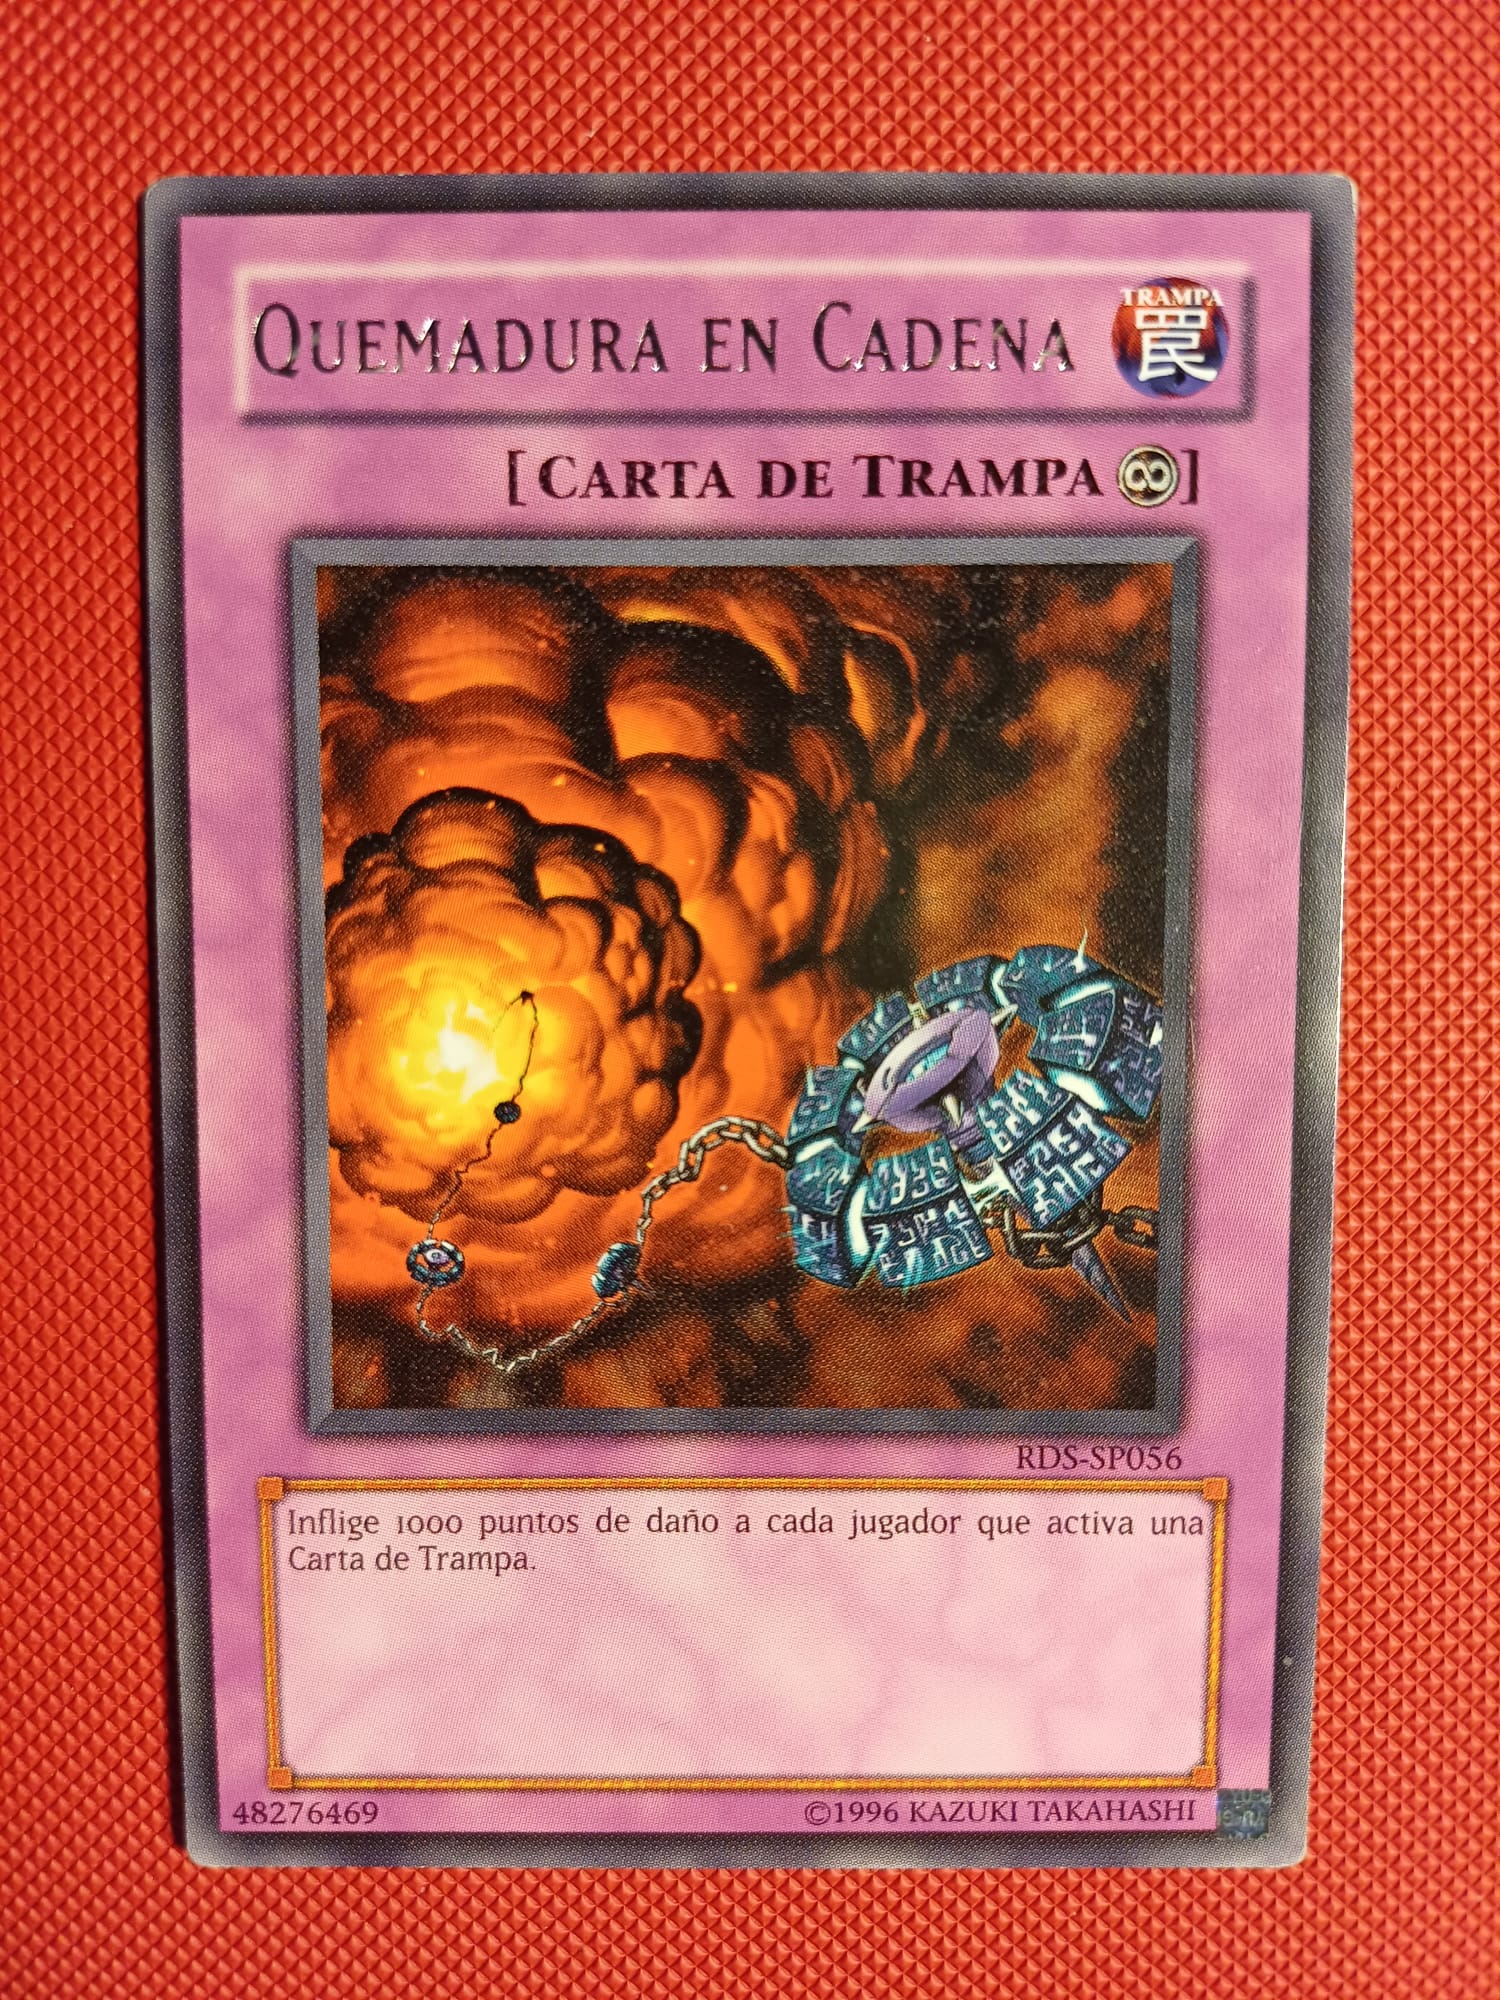 QUEMADURA EN CADENA
TRAMPA
罠
[CARTA DE TRAMPA ∞]
RDS-SP056
Inflige 1000 puntos de daño a cada jugador que activa una
Carta de Trampa.
48276469
©1996 KAZUKI TAKAHASHI